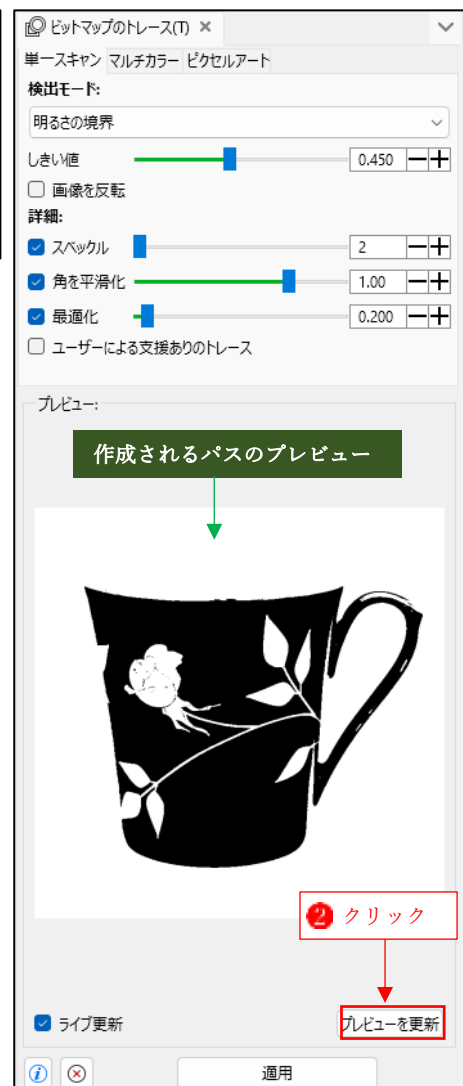 ビットマップのトレース(T) ×
単一スキャン マルチカラー ピクセルアート
検出モード:
明るさの境界
しきい値 0.450
画像を反転
詳細:
スペックル 2
角を平滑化 1.00
最適化 0.200
ユーザーによる支援ありのトレース
プレビュー:
作成されるパスのプレビュー
❷ クリック
ライブ更新 プレビューを更新
適用